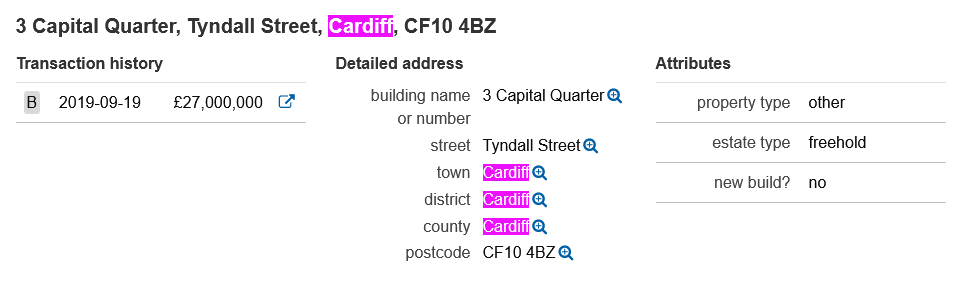 3 Capital Quarter, Tyndall Street, Cardiff, CF10 4BZ
Transaction history
B 2019-09-19 £27,000,000
Detailed address
building name or number 3 Capital Quarter
street Tyndall Street
town Cardiff
district Cardiff
county Cardiff
postcode CF10 4BZ
Attributes
property type other
estate type freehold
new build? no